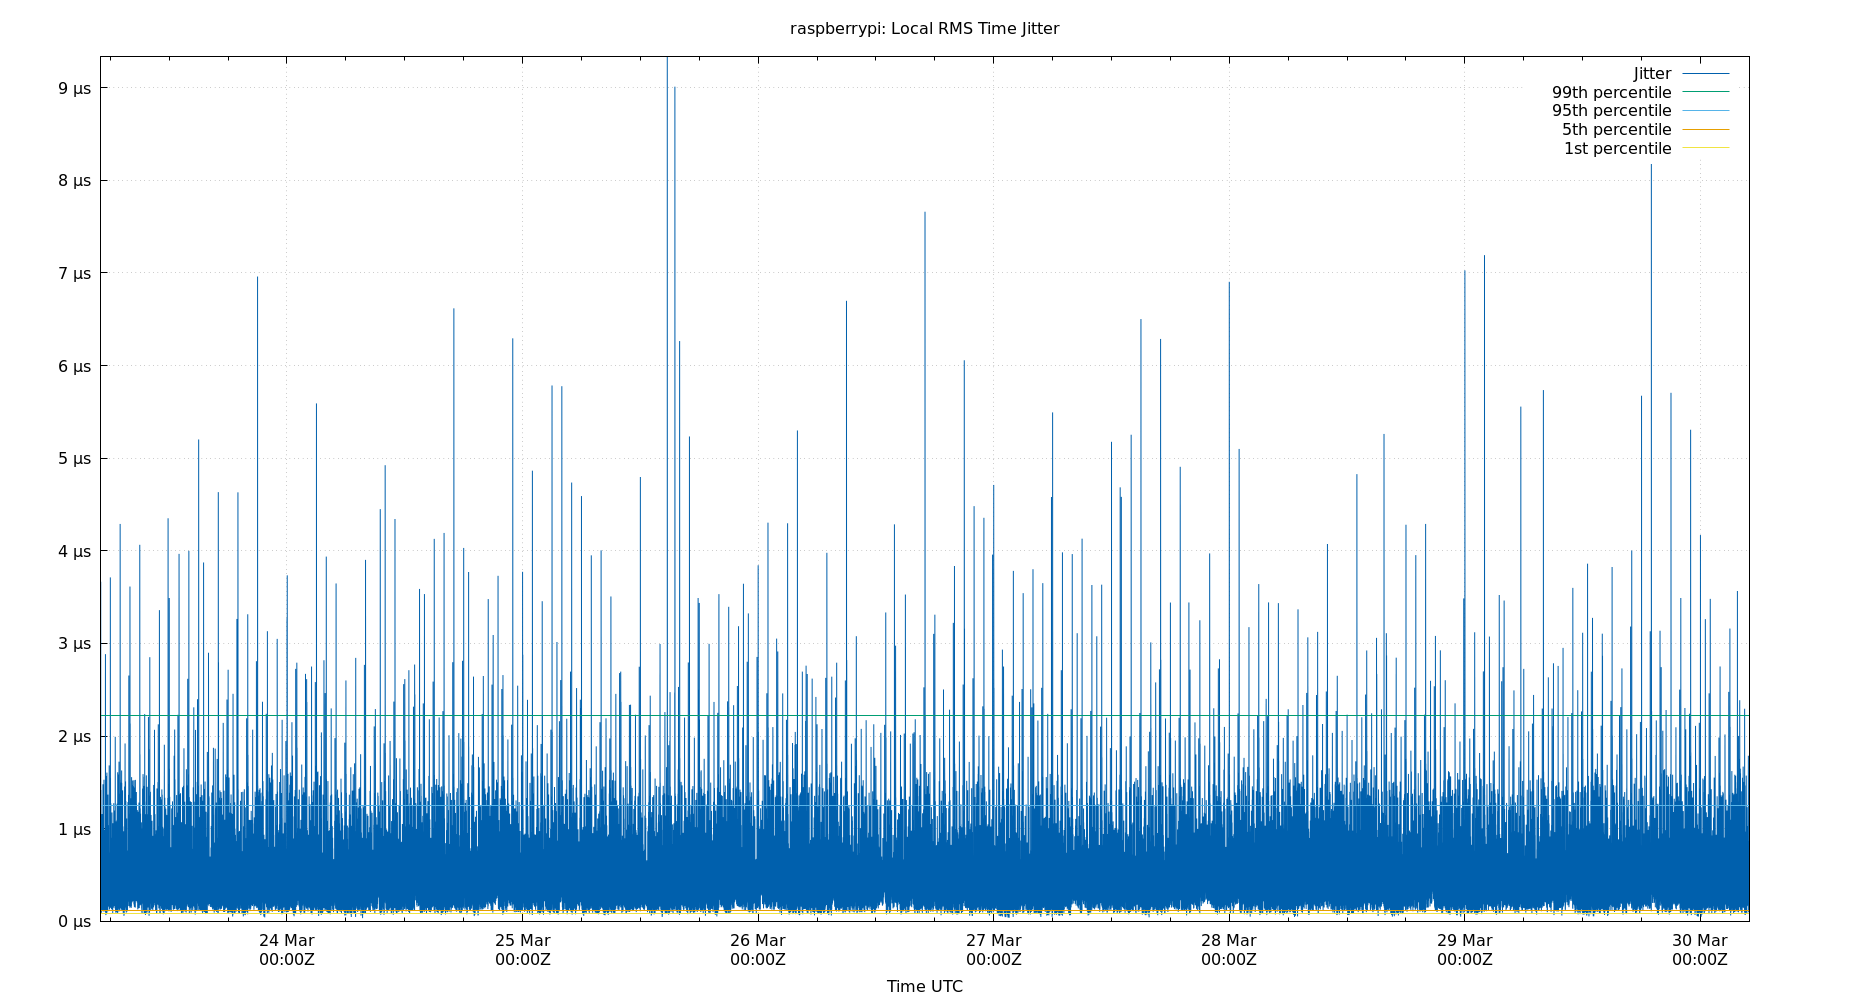 raspberrypi: Local RMS Time Jitter
Jitter
99th percentile
95th percentile
5th percentile
1st percentile
9 µs
8 µs
7 µs
6 µs
5 µs
4 µs
3 µs
2 µs
1 µs
0 µs
24 Mar 25 Mar 26 Mar 27 Mar 28 Mar 29 Mar 30 Mar
00:00Z 00:00Z 00:00Z 00:00Z 00:00Z 00:00Z 00:00Z
Time UTC